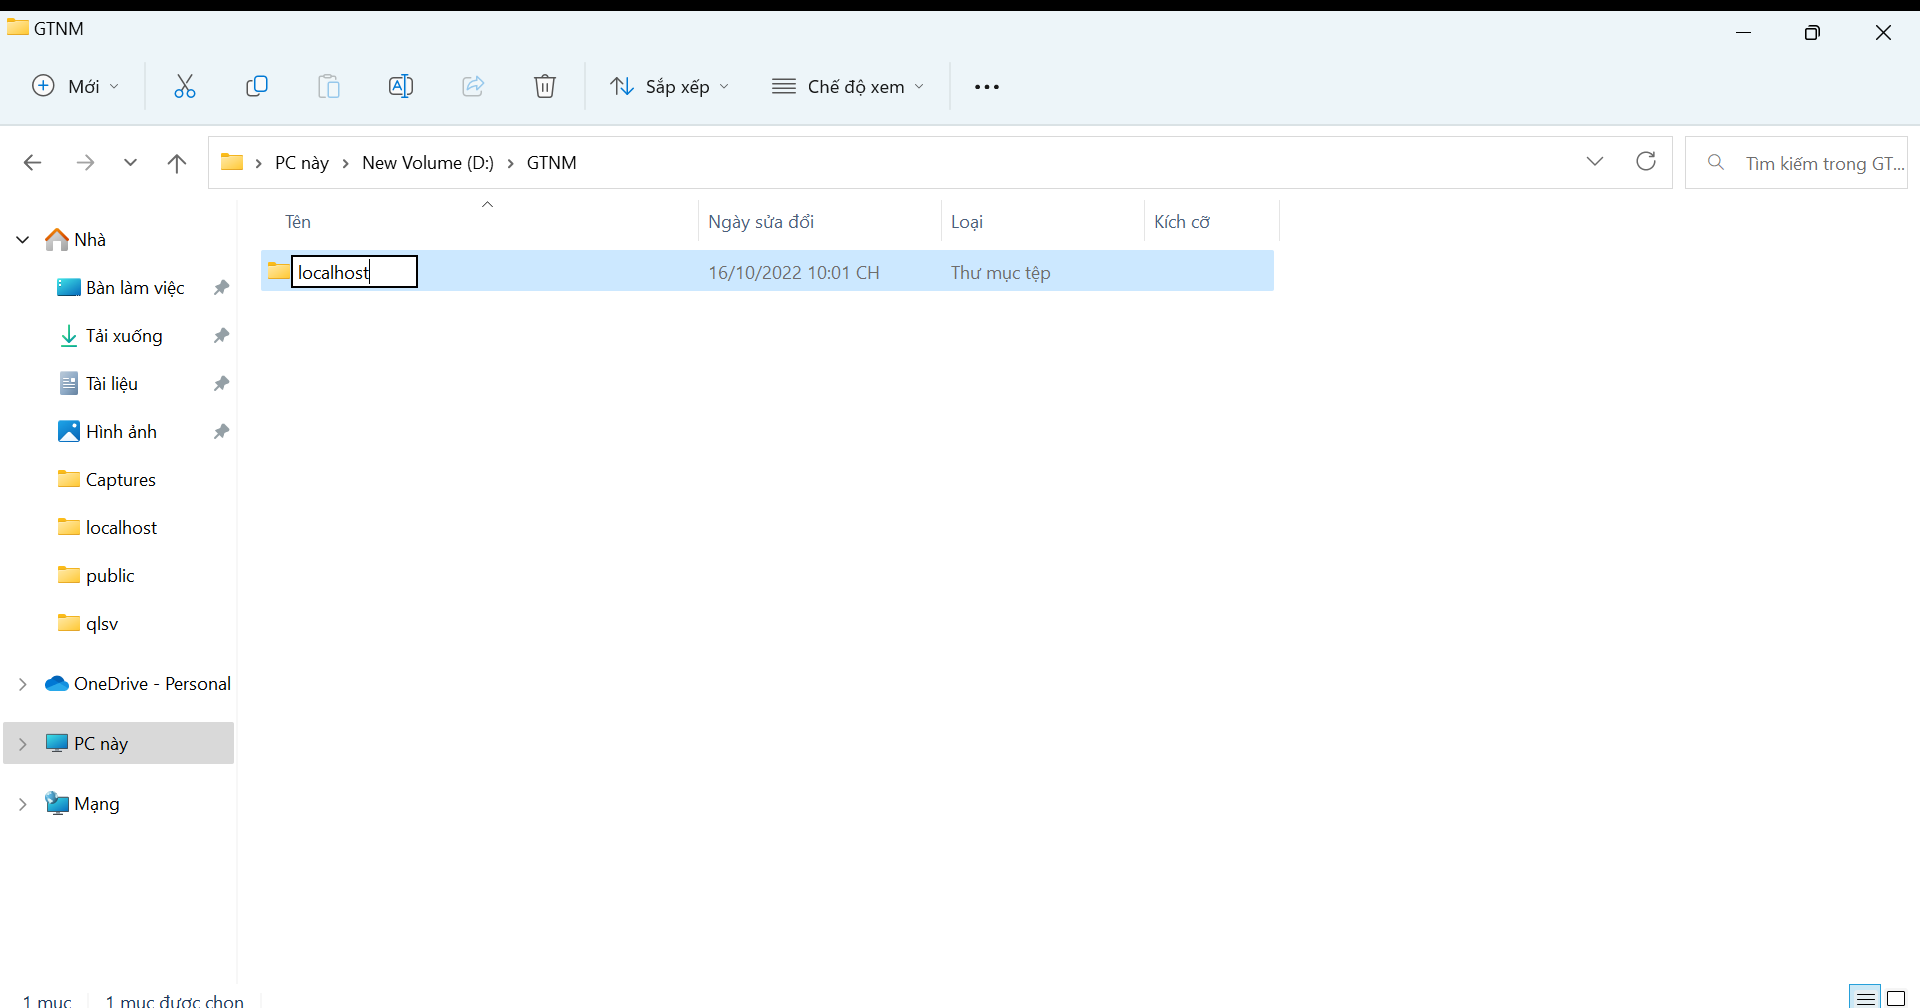 GTNM
Mới
Sắp xếp
Chế độ xem
PC này
New Volume (D:)
GTNM
Tìm kiếm trong GT...
Tên
Ngày sửa đổi
Loại
Kích cỡ
localhost
16/10/2022 10:01 CH
Thư mục tệp
Nhà
Bàn làm việc
Tải xuống
Tài liệu
Hình ảnh
Captures
localhost
public
qlsv
OneDrive - Personal
PC này
Mạng
1 mục
1 mục được chọn